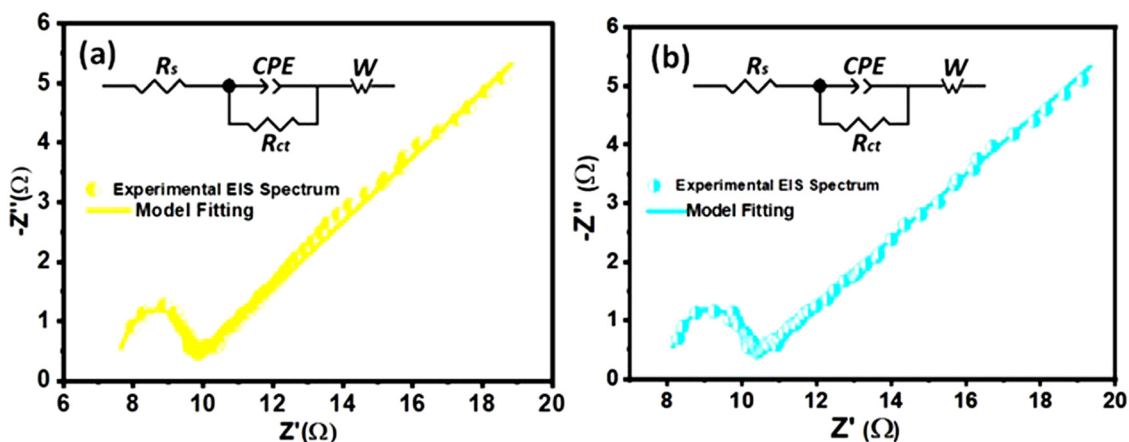 (a)
Rs
CPE
W
Rct
Experimental EIS Spectrum
Model Fitting
-Z''(Ω)
6
5
4
3
2
1
0
6 8 10 12 14 16 18 20
Z'(Ω)
(b)
Rs
CPE
W
Rct
Experimental EIS Spectrum
Model Fitting
-Z'' (Ω)
6
5
4
3
2
1
0
8 10 12 14 16 18 20
Z' (Ω)